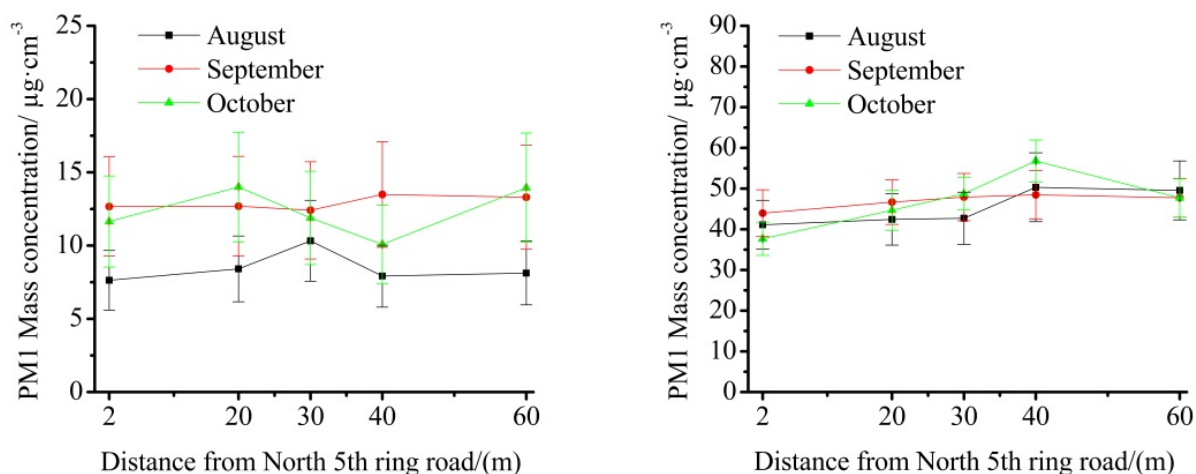 25
20
15
10
5
0
PM1 Mass concentration/ μg·cm-3
August
September
October
2
20
30
40
60
Distance from North 5th ring road/(m)
90
80
70
60
50
40
30
20
10
0
PM1 Mass concentration/ μg·cm-3
August
September
October
2
20
30
40
60
Distance from North 5th ring road/(m)